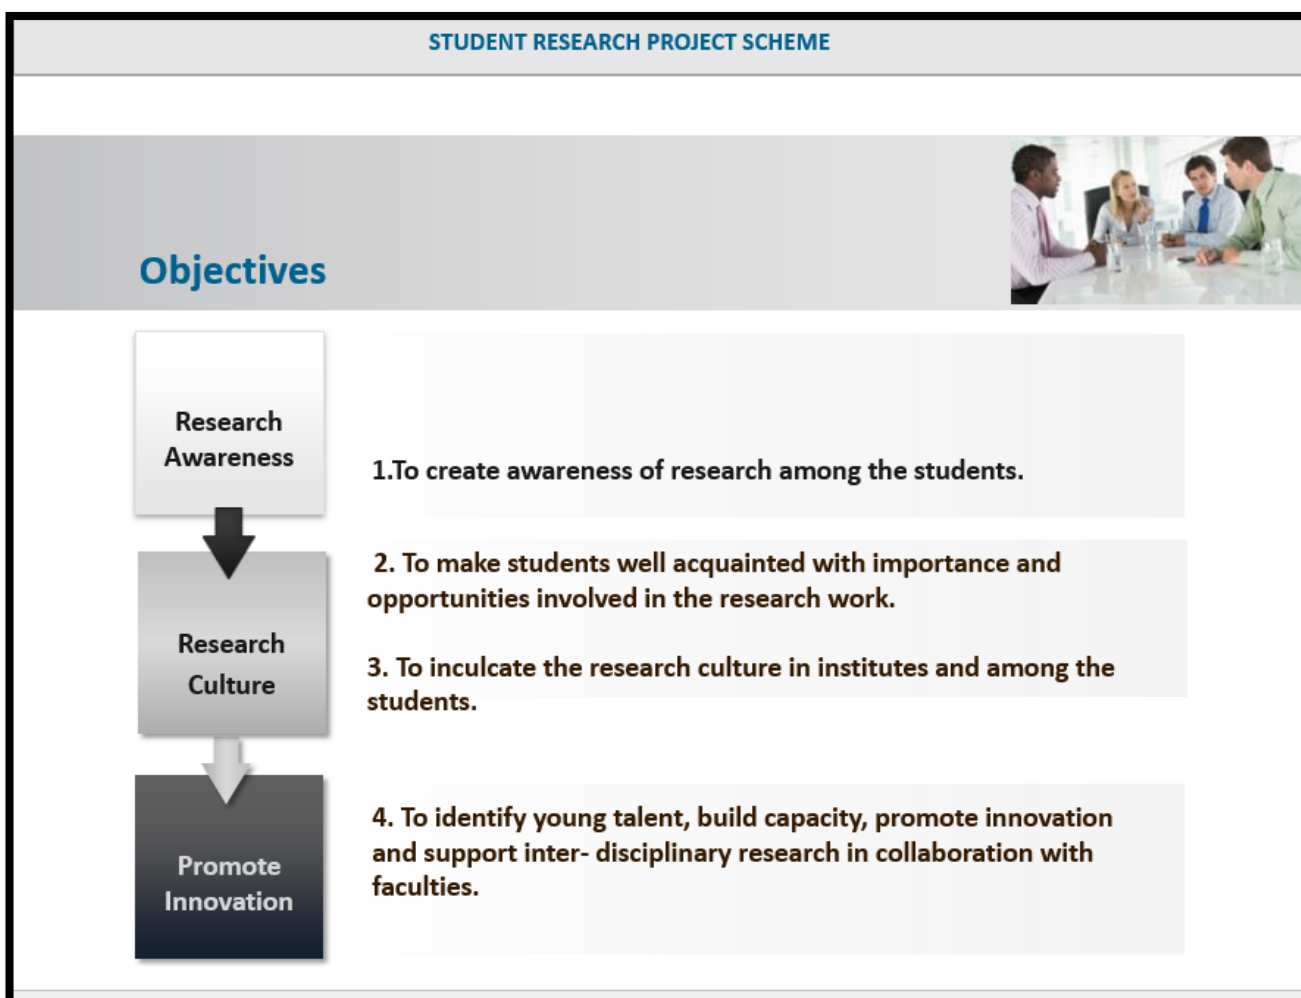 STUDENT RESEARCH PROJECT SCHEME
Objectives
Research
Awareness
1.To create awareness of research among the students.
Research
Culture
2. To make students well acquainted with importance and
opportunities involved in the research work.
3. To inculcate the research culture in institutes and among the
students.
Promote
Innovation
4. To identify young talent, build capacity, promote innovation
and support inter- disciplinary research in collaboration with
faculties.